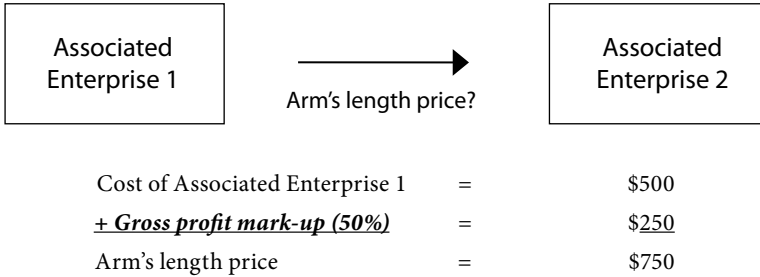 Associated
Enterprise 1
Arm's length price?
Associated
Enterprise 2
Cost of Associated Enterprise 1 = $500
+ Gross profit mark-up (50%) = $250
Arm's length price = $750